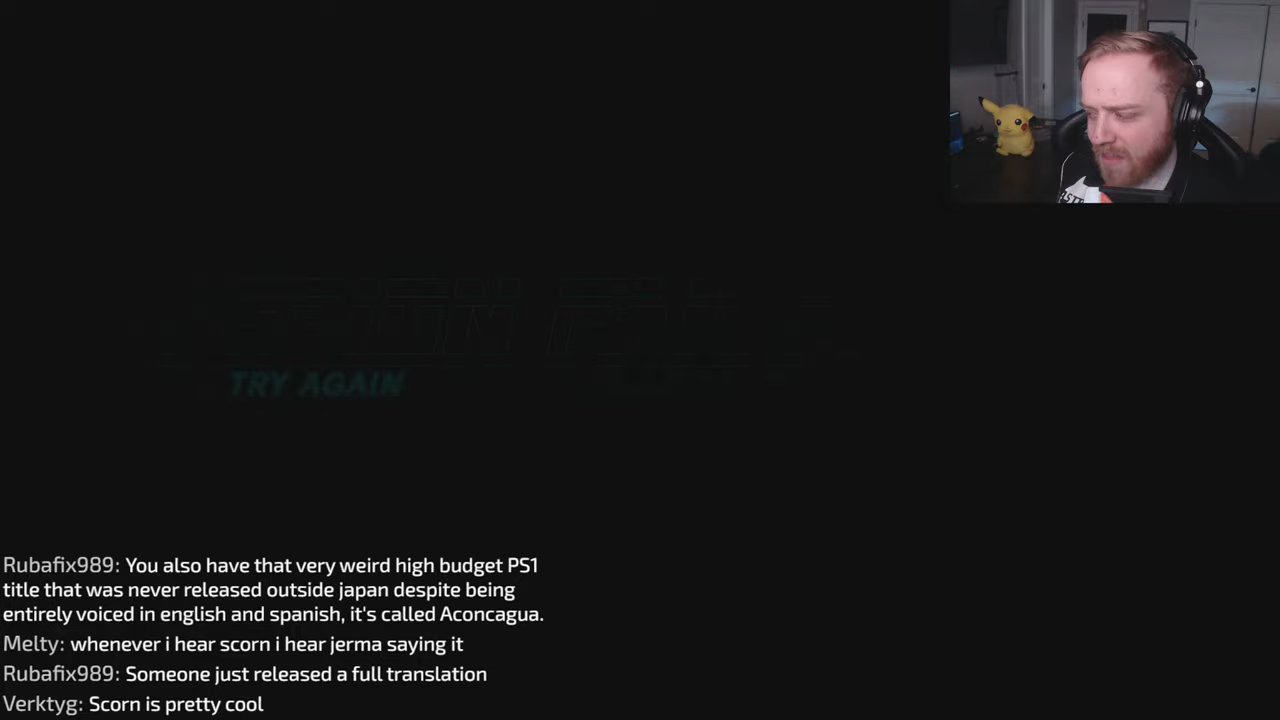 TRY AGAIN
Rubafix989: You also have that very weird high budget PS1
title that was never released outside japan despite being
entirely voiced in english and spanish, it's called Aconcagua.
Melty: whenever i hear scorn i hear jerma saying it
Rubafix989: Someone just released a full translation
Verktyg: Scorn is pretty cool